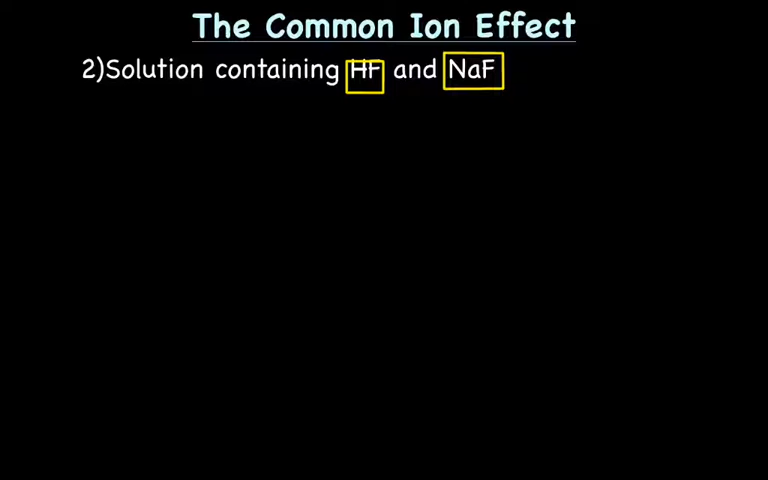 The Common Ion Effect
2)Solution containing HF and NaF